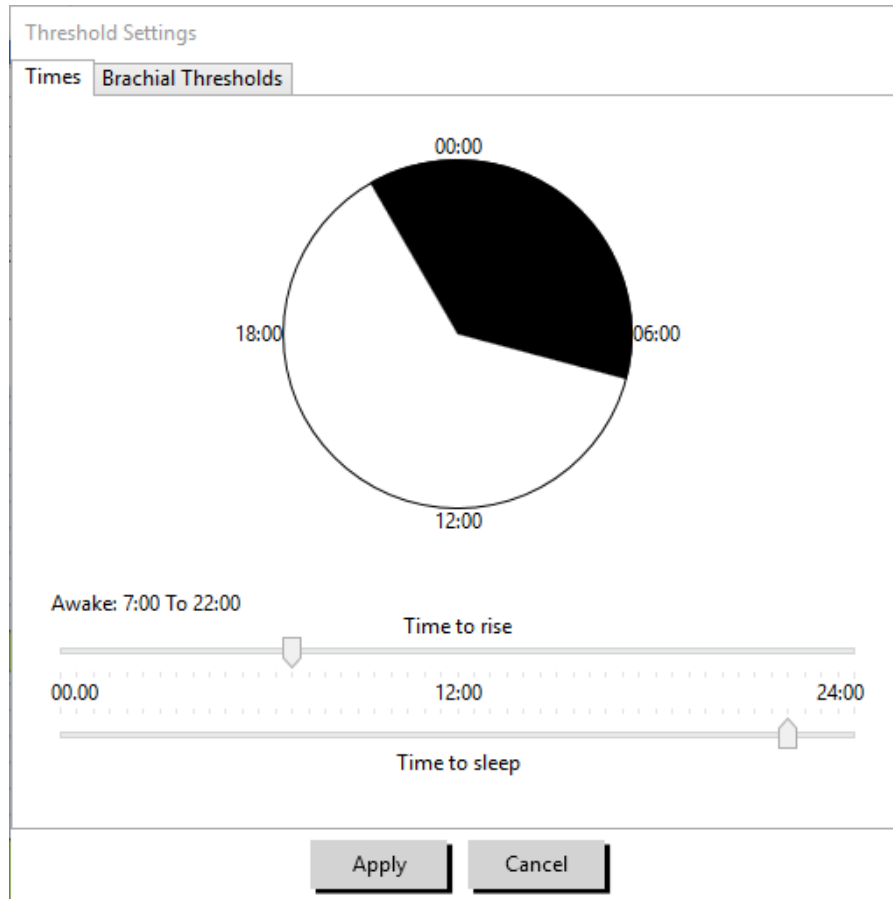 Threshold Settings
Times Brachial Thresholds
00:00
18:00 06:00
12:00
Awake: 7:00 To 22:00
Time to rise
00.00 12:00 24:00
Time to sleep
Apply Cancel